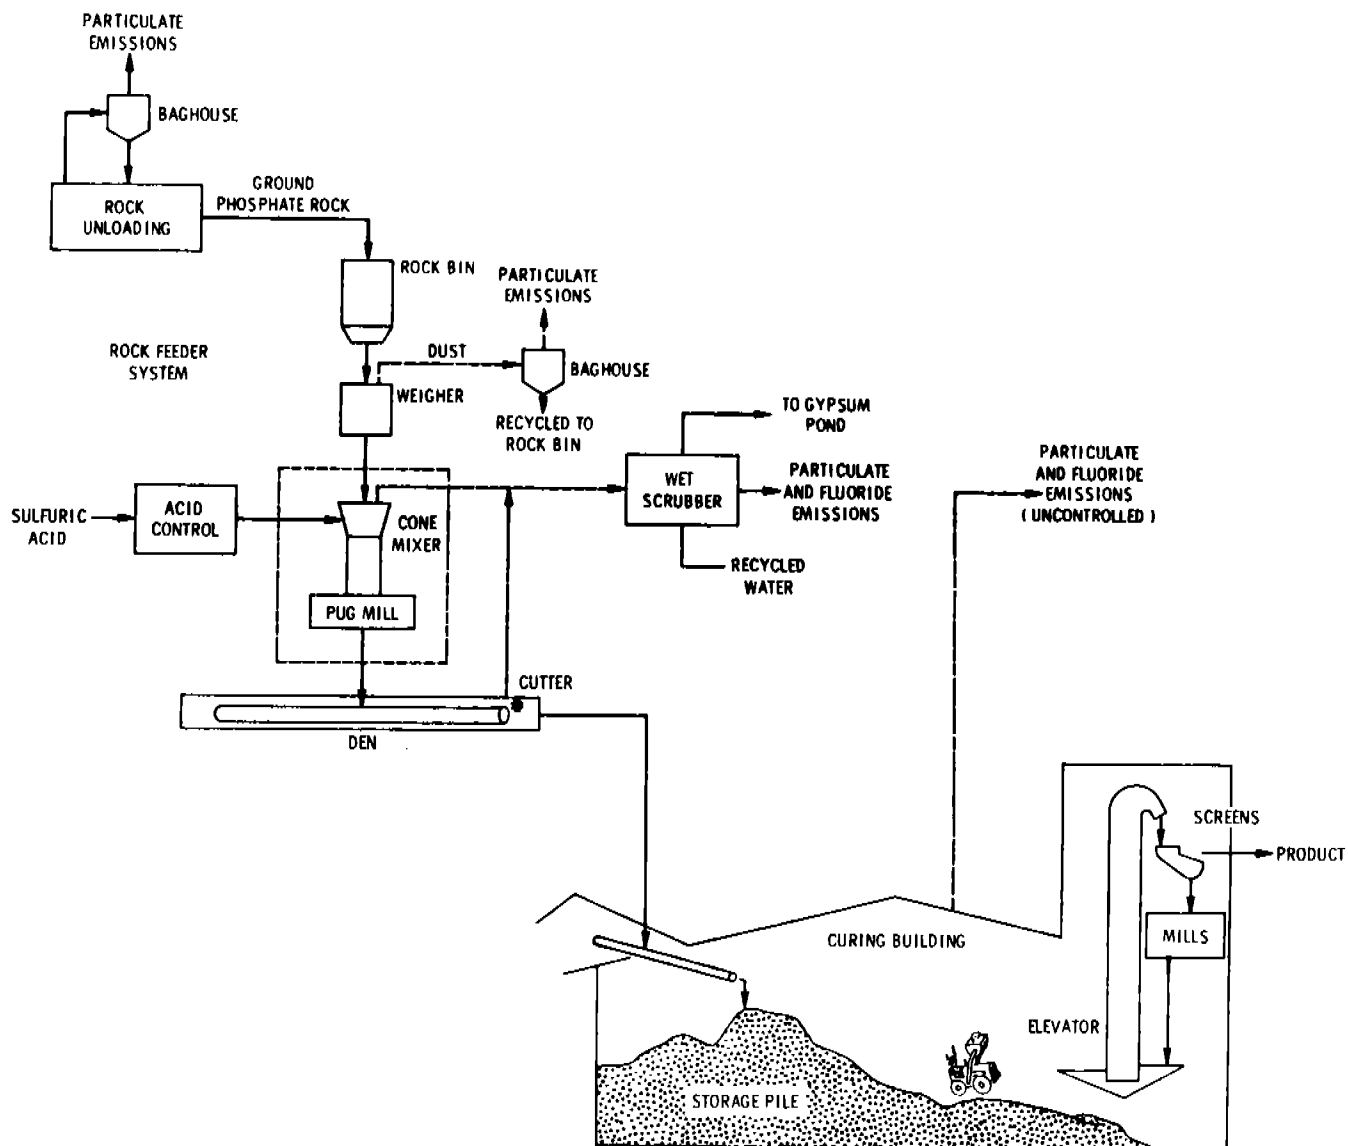 PARTICULATE
EMISSIONS
BAGHOUSE
ROCK
UNLOADING
GROUND
PHOSPHATE ROCK
ROCK BIN
PARTICULATE
EMISSIONS
ROCK FEEDER
SYSTEM
DUST
BAGHOUSE
WEIGHER
RECYCLED TO
ROCK BIN
TO GYPSUM
POND
SULFURIC
ACID
ACID
CONTROL
CONE
MIXER
WET
SCRUBBER
PARTICULATE
AND FLUORIDE
EMISSIONS
PARTICULATE
AND FLUORIDE
EMISSIONS
( UNCONTROLLED )
RECYCLED
WATER
PUG MILL
CUTTER
DEN
SCREENS
PRODUCT
CURING BUILDING
MILLS
ELEVATOR
STORAGE PILE